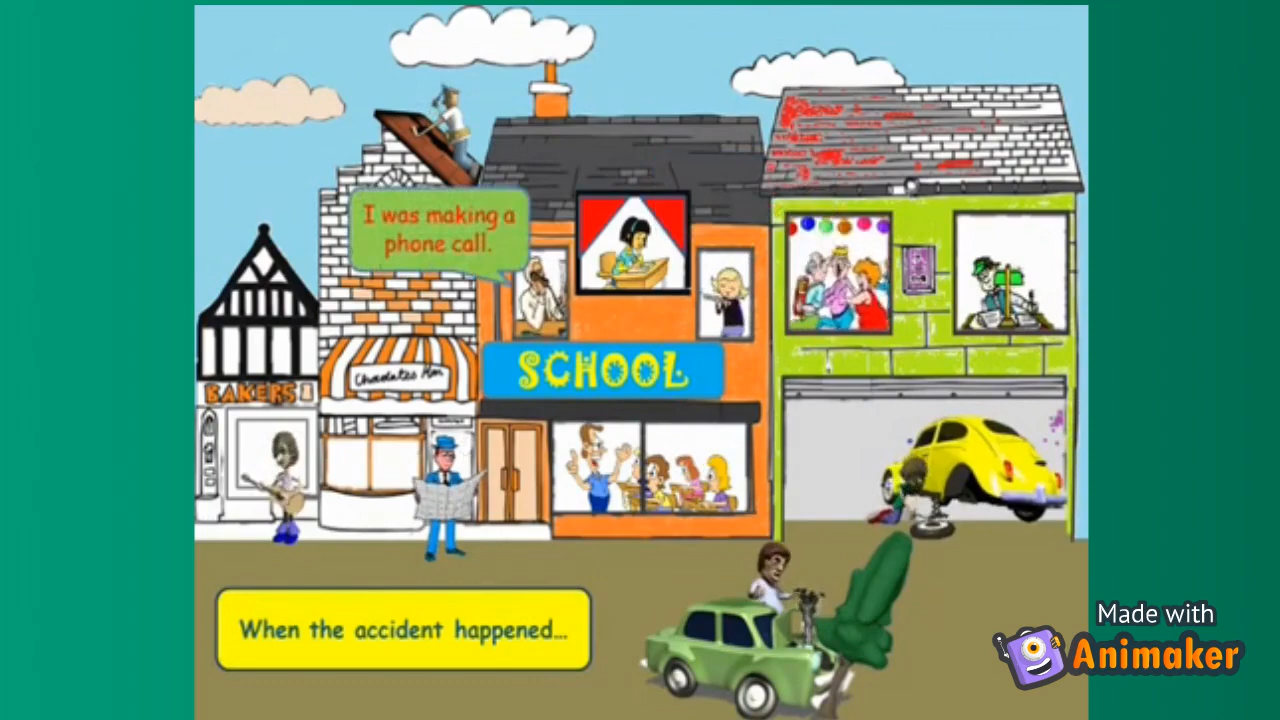 I was making a
phone call.
SCHOOL
BAKERS
When the accident happened...
Made with
Animaker